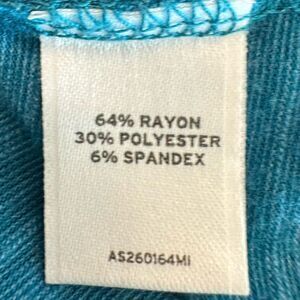 64% RAYON
30% POLYESTER
6% SPANDEX
AS260164MI